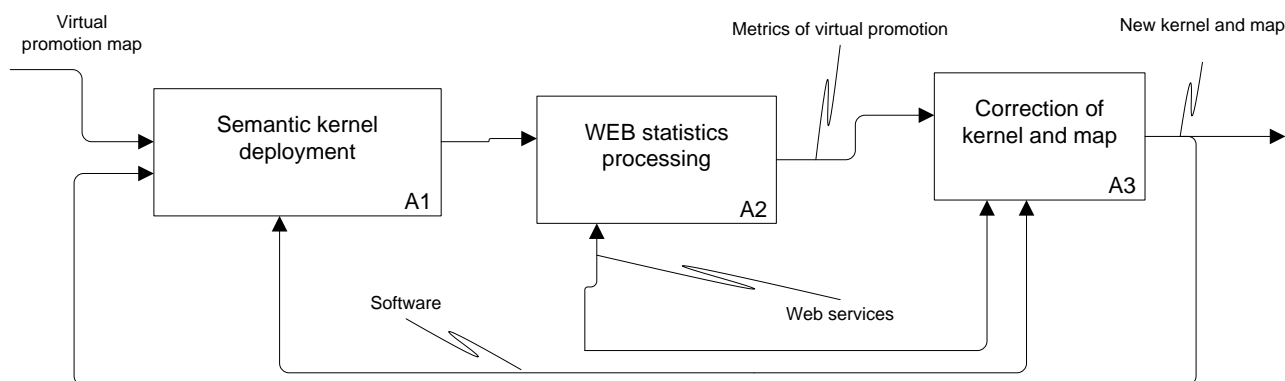 Virtual
promotion map
Metrics of virtual promotion
New kernel and map
Semantic kernel
deployment
A1
WEB statistics
processing
A2
Correction of
kernel and map
A3
Software
Web services